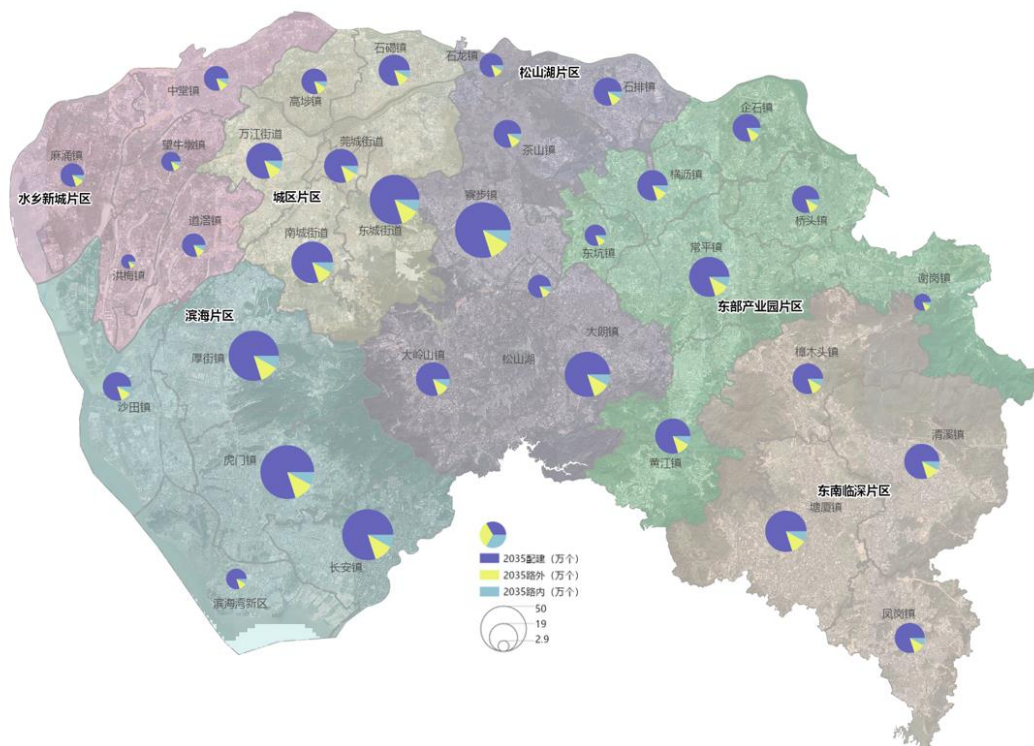 石碣镇
石龙镇
松山湖片区
中堂镇
高埗镇
石排镇
企石镇
万江街道
莞城街道
茶山镇
望牛墩镇
麻涌镇
横沥镇
水乡新城片区
城区片区
桥头镇
寮步镇
东城街道
道滘镇
南城街道
东坑镇
常平镇
洪梅镇
谢岗镇
滨海片区
东部产业园片区
厚街镇
大岭山镇
松山湖
大朗镇
樟木头镇
沙田镇
清溪镇
虎门镇
黄江镇
东南临深片区
塘厦镇
长安镇
滨海湾新区
凤岗镇
2035配建（万个）
2035路外（万个）
2035路内（万个）
50
19
2.9